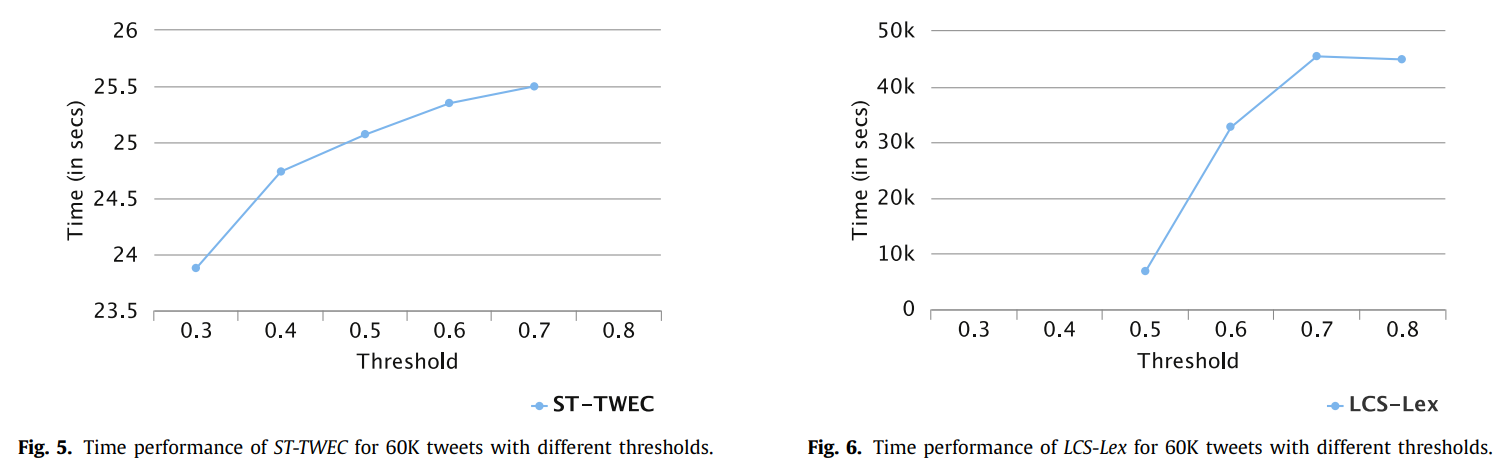 26
25.5
25
24.5
24
23.5
Time (in secs)
0.3 0.4 0.5 0.6 0.7 0.8
Threshold
ST-TWEC
Fig. 5. Time performance of ST-TWEC for 60K tweets with different thresholds.
50k
40k
30k
20k
10k
0
Time (in secs)
0.3 0.4 0.5 0.6 0.7 0.8
Threshold
LCS-Lex
Fig. 6. Time performance of LCS-Lex for 60K tweets with different thresholds.